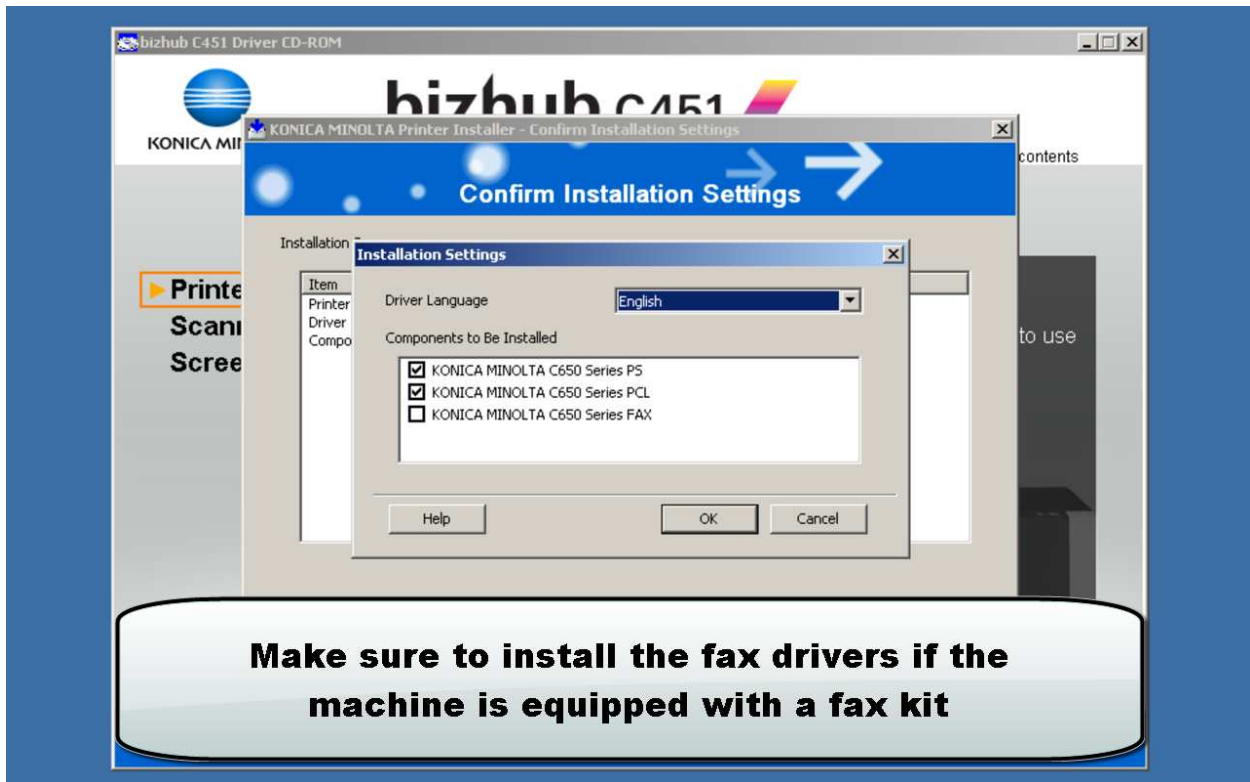 bizhub C451 Driver CD-ROM
bizhub C451
KONICA MI
contents
KONICA MINOLTA Printer Installer - Confirm Installation Settings
Confirm Installation Settings
Installation
Installation Settings
Printe
Scan
Scree
to use
Item
Printer
Driver
Compo
Driver Language
English
Components to Be Installed
KONICA MINOLTA C650 Series PS
KONICA MINOLTA C650 Series PCL
KONICA MINOLTA C650 Series FAX
Help
OK
Cancel
Make sure to install the fax drivers if the
machine is equipped with a fax kit